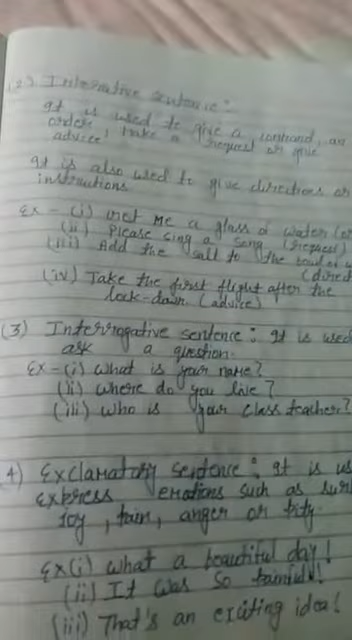 (2) Interative sentence :-
It is used to give a command, an
order, make a request or give
advice.
It is also used to give directions or
instructions
Ex - (i) me a glass of water (or
(ii) Please sing a song (request)
(iii) Add the salt to the
(direc
(iv) Take the first flight after the
lock-down (advice)
(3) Interrogative sentence : It is used
ask a question.
Ex - (i) What is your name?
(ii) Where do you live?
(iii) Who is your class teacher?
4) Exclamatory sentence : It is us
express emotions such as sur
joy, pain, anger or pity.
Ex (i) What a beautiful day!
(ii) It was so painful!
(iii) That's an exciting idea!